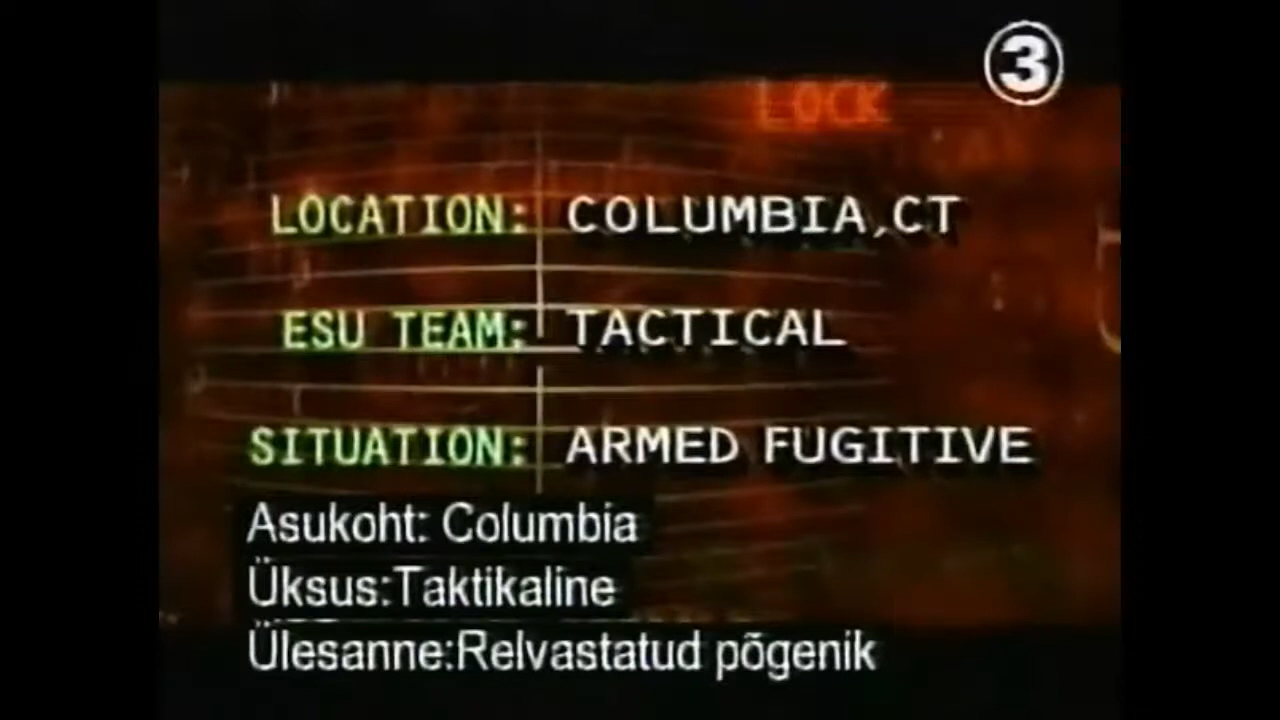 3
LOCK
LOCATION: COLUMBIA,CT
ESU TEAM: TACTICAL
SITUATION: ARMED FUGITIVE
Asukoht: Columbia
Üksus:Taktikaline
Ülesanne:Relvastatud põgenik